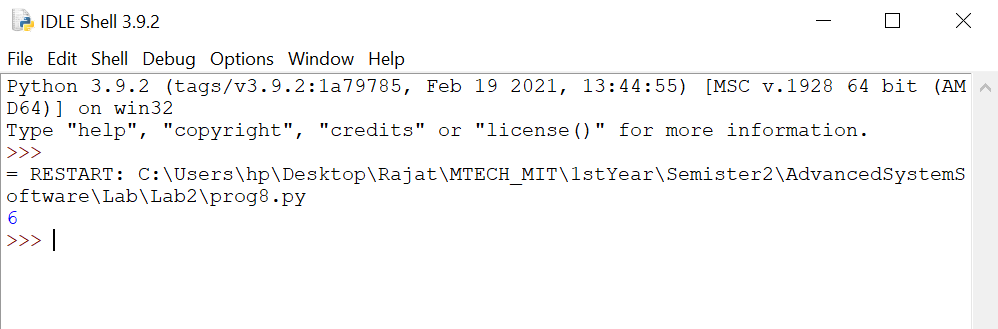 IDLE Shell 3.9.2
File Edit Shell Debug Options Window Help
Python 3.9.2 (tags/v3.9.2:1a79785, Feb 19 2021, 13:44:55) [MSC v.1928 64 bit (AM
D64)] on win32
Type "help", "copyright", "credits" or "license()" for more information.
>>>
= RESTART: C:\Users\hp\Desktop\Rajat\MTECH_MIT\1stYear\Semister2\AdvancedSystemS
oftware\Lab\Lab2\prog8.py
6
>>>